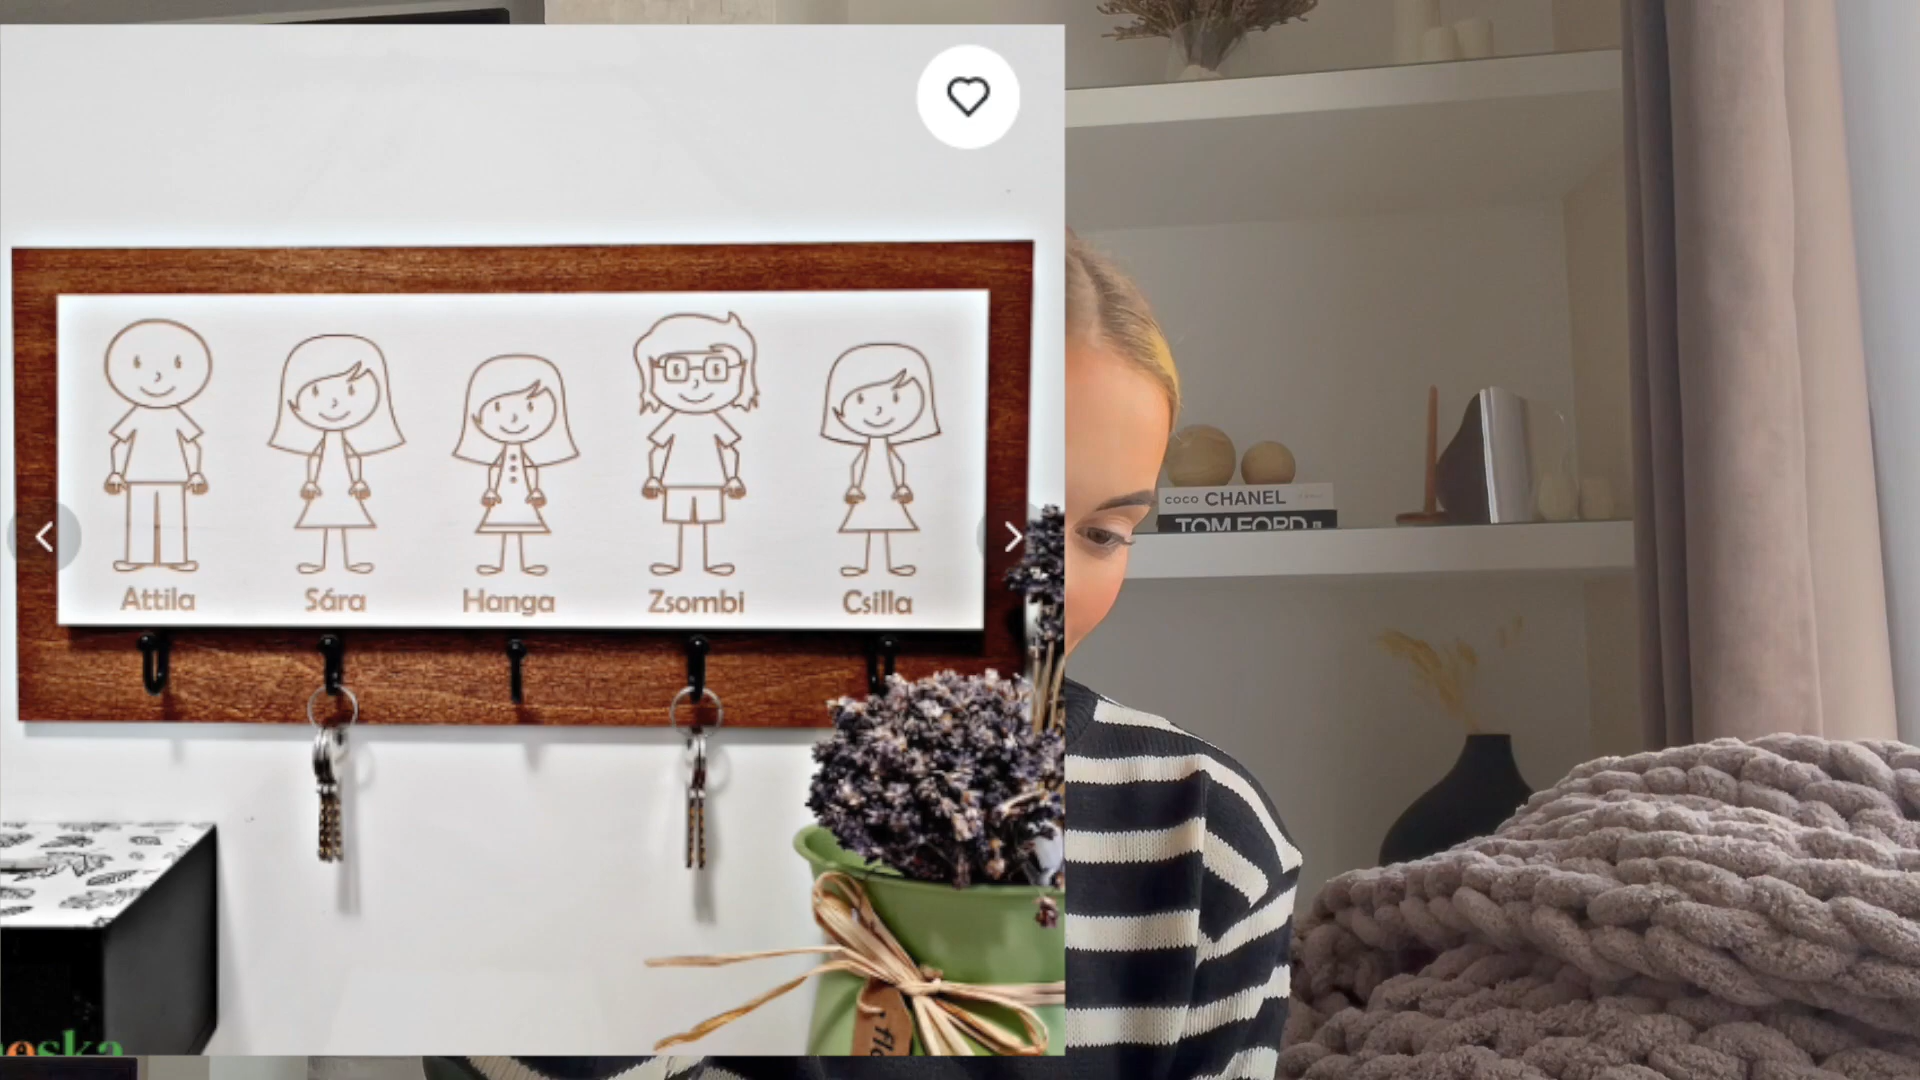 Attila
Sára
Hanga
Zsombi
Csilla
COCO CHANEL
TOM FORD